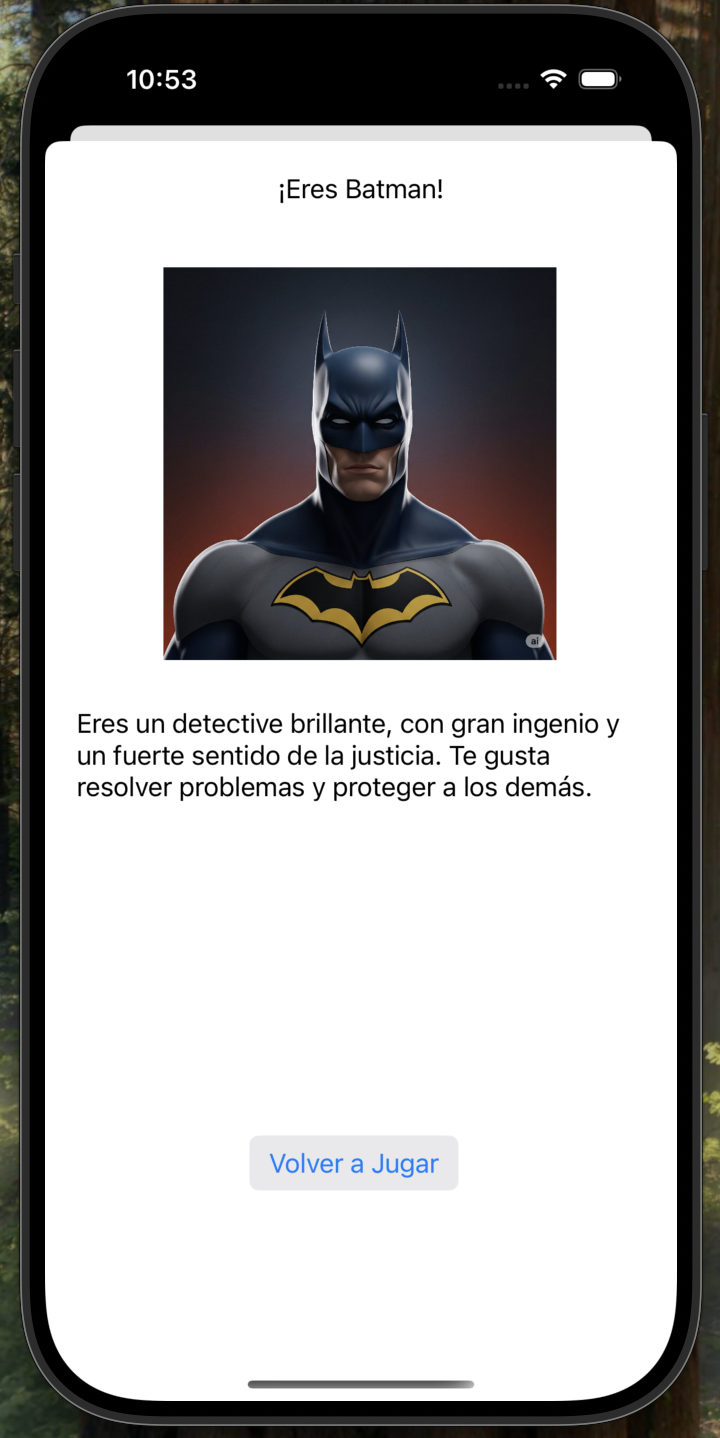 10:53
¡Eres Batman!
ai
Eres un detective brillante, con gran ingenio y
un fuerte sentido de la justicia. Te gusta
resolver problemas y proteger a los demás.
Volver a Jugar